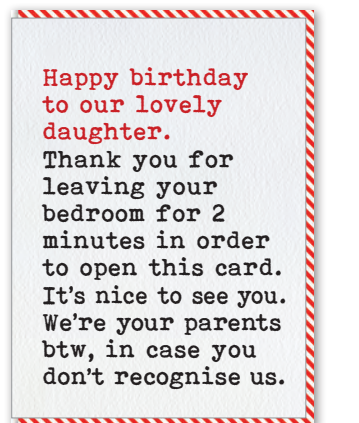 Happy birthday
to our lovely
daughter.
Thank you for
leaving your
bedroom for 2
minutes in order
to open this card.
It's nice to see you.
We're your parents
btw, in case you
don't recognise us.